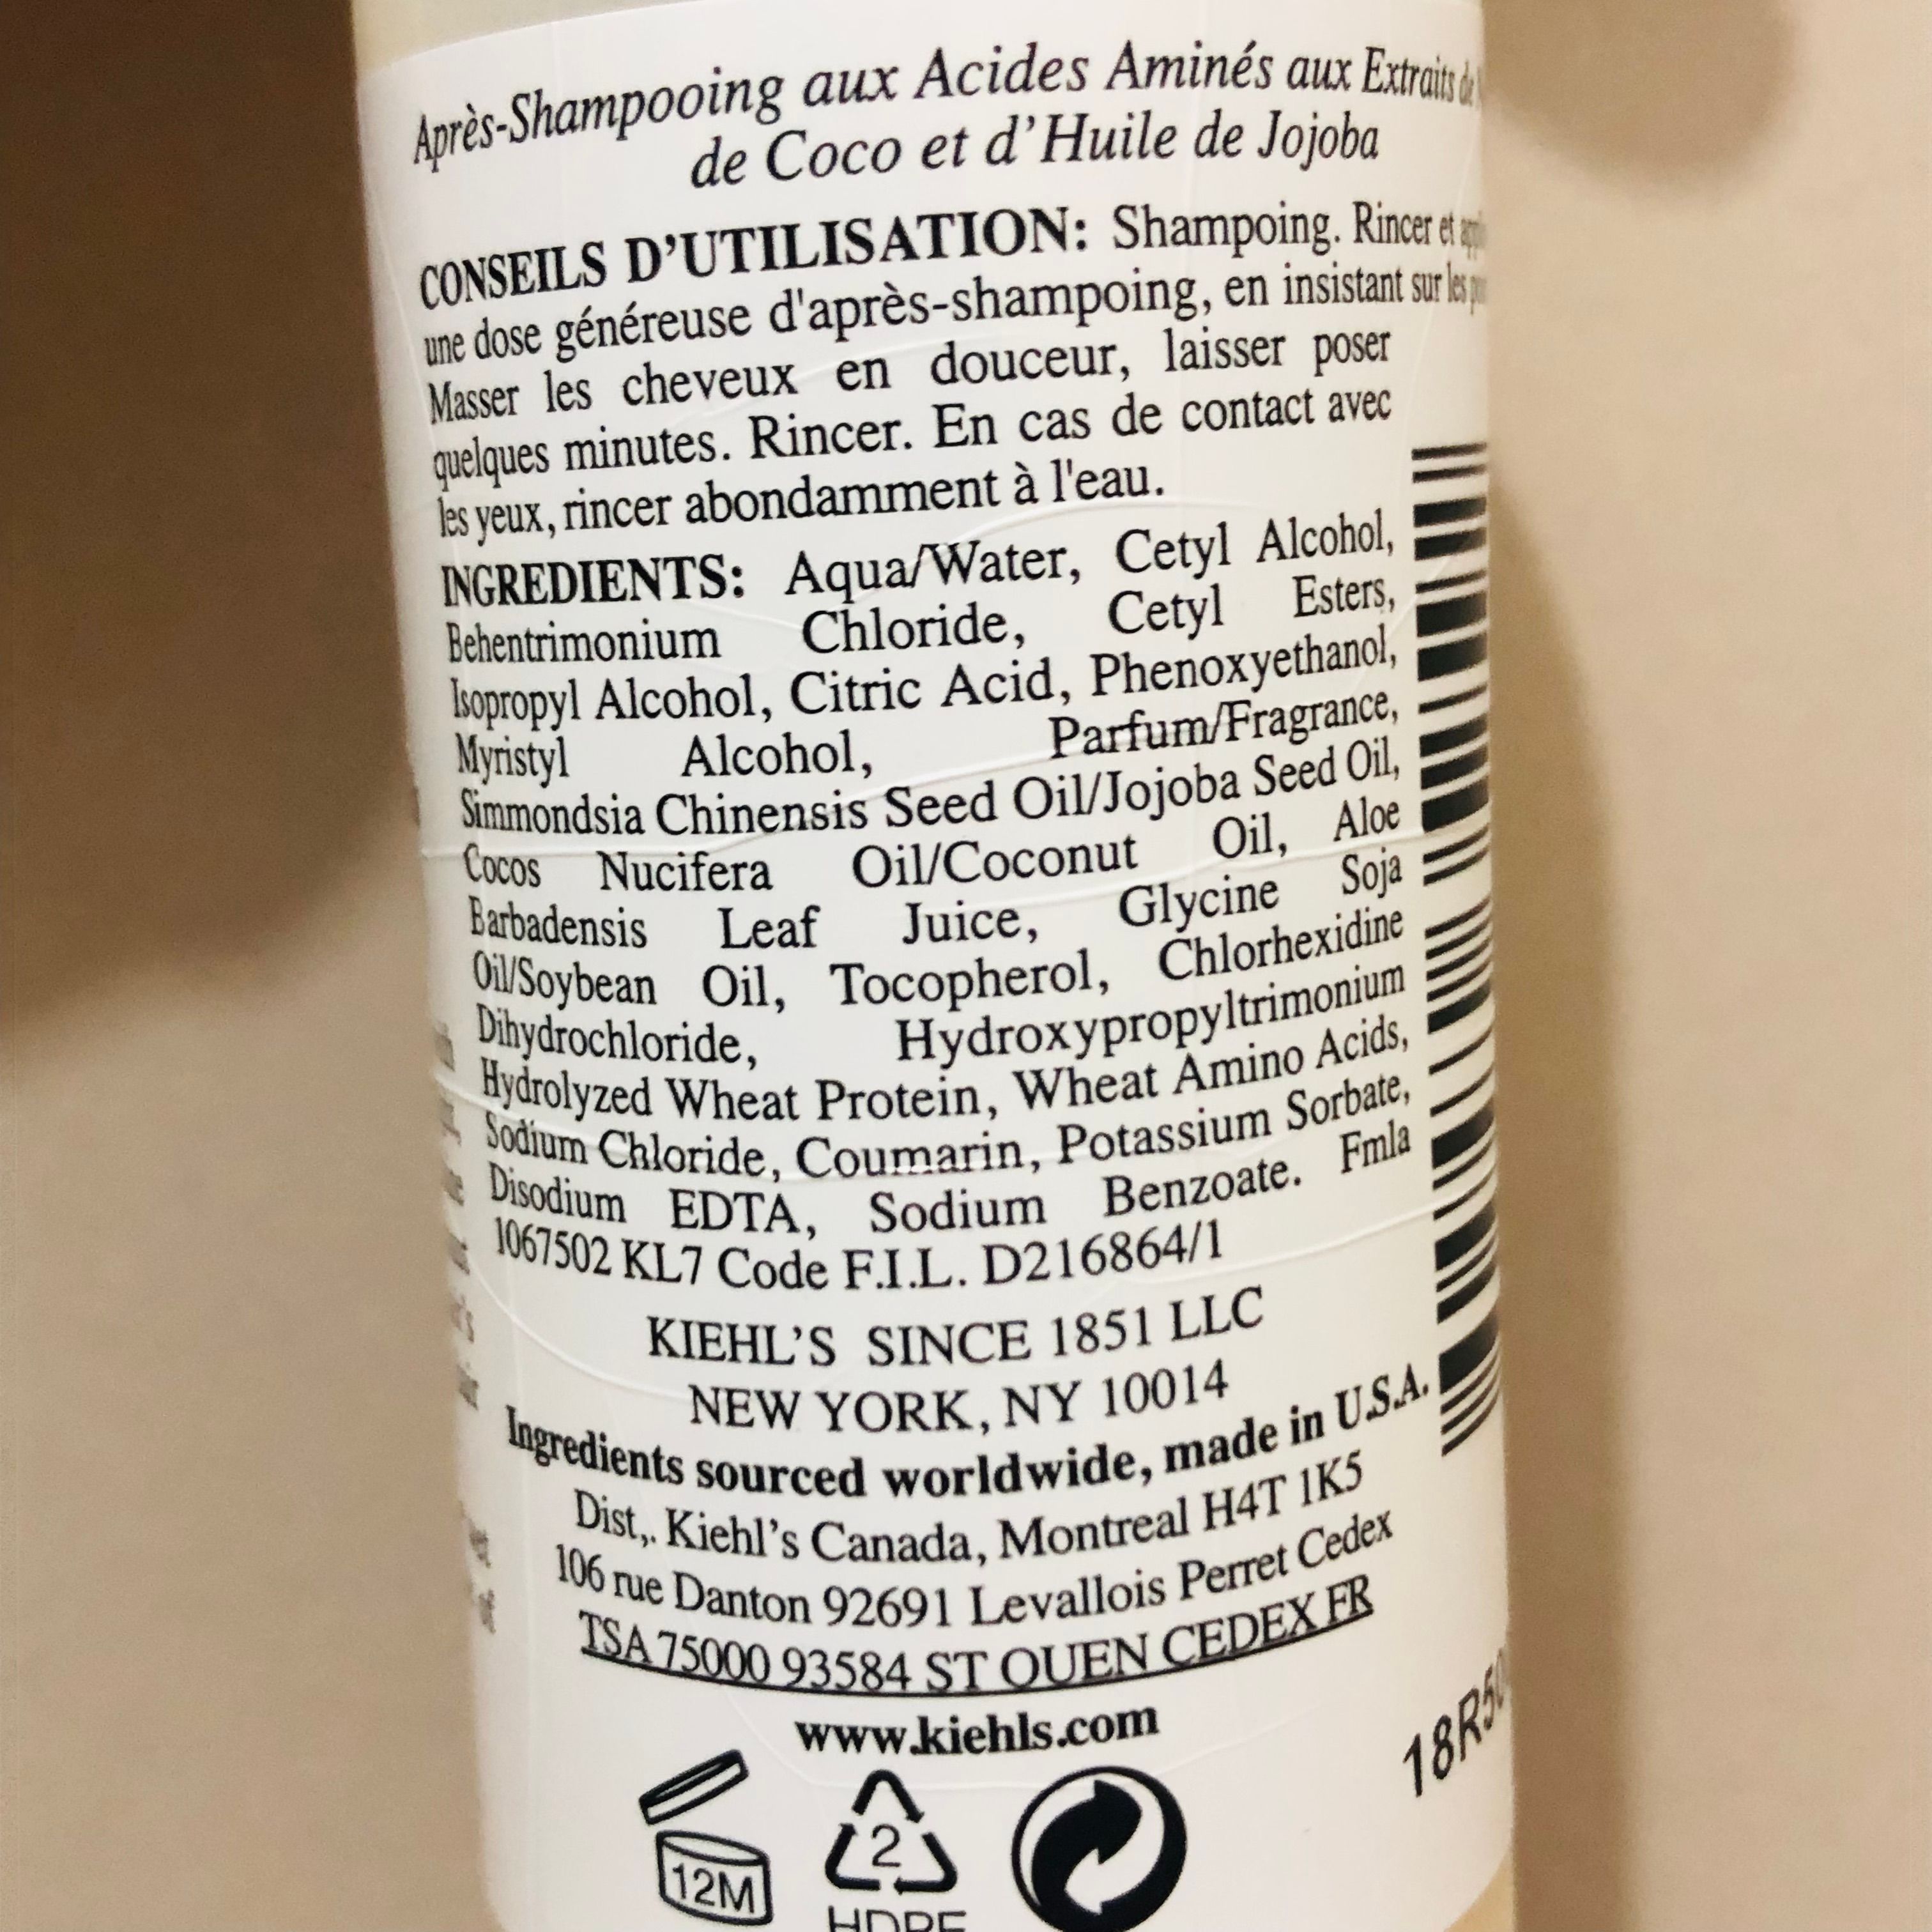 Après-Shampooing aux Acides Aminés aux Extraits de
de Coco et d'Huile de Jojoba
CONSEILS D'UTILISATION: Shampoing. Rincer et
une dose généreuse d'après-shampoing, en insistant sur les
Masser les cheveux en douceur, laisser poser
quelques minutes. Rincer. En cas de contact avec
les yeux, rincer abondamment à l'eau.
INGREDIENTS: Aqua/Water, Cetyl Alcohol,
Behentrimonium Chloride, Cetyl Esters,
Isopropyl Alcohol, Citric Acid, Phenoxyethanol,
Myristyl Alcohol, Parfum/Fragrance,
Simmondsia Chinensis Seed Oil/Jojoba Seed Oil,
Cocos Nucifera Oil/Coconut Oil, Aloe
Barbadensis Leaf Juice, Glycine Soja
Oil/Soybean Oil, Tocopherol, Chlorhexidine
Dihydrochloride, Hydroxypropyltrimonium
Hydrolyzed Wheat Protein, Wheat Amino Acids,
Sodium Chloride, Coumarin, Potassium Sorbate,
Disodium EDTA, Sodium Benzoate. Fmla
1067502 KL7 Code F.I.L. D216864/1
KIEHL'S SINCE 1851 LLC
NEW YORK, NY 10014
Ingredients sourced worldwide, made in U.S.A.
Dist,. Kiehl's Canada, Montreal H4T 1K5
106 rue Danton 92691 Levallois Perret Cedex
TSA 75000 93584 ST OUEN CEDEX FR
www.kiehls.com
18R50
12M
2
HDPE